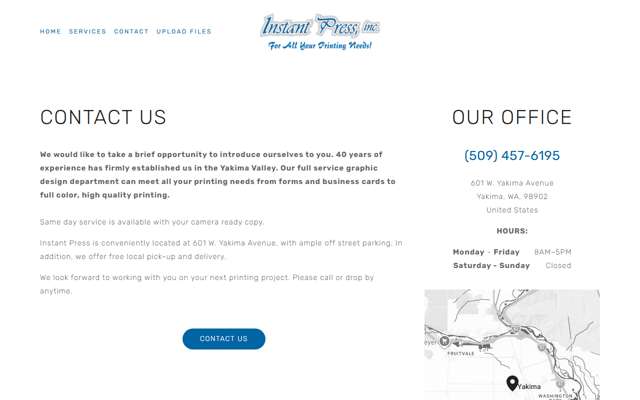 HOME SERVICES CONTACT UPLOAD FILES
Instant Press, inc.
For All Your Printing Needs!
CONTACT US
We would like to take a brief opportunity to introduce ourselves to you. 40 years of
experience has firmly established us in the Yakima Valley. Our full service graphic
design department can meet all your printing needs from forms and business cards to
full color, high quality printing.
Same day service is available with your camera ready copy.
Instant Press is conveniently located at 601 W. Yakima Avenue, with ample off street parking. In
addition, we offer free local pick-up and delivery.
We look forward to working with you on your next printing project. Please call or drop by
anytime.
CONTACT US
OUR OFFICE
(509) 457-6195
601 W. Yakima Avenue
Yakima, WA, 98902
United States
HOURS:
Monday - Friday 8AM–5PM
Saturday - Sunday Closed
FRUITVALE
Yakima
WASHINGTON